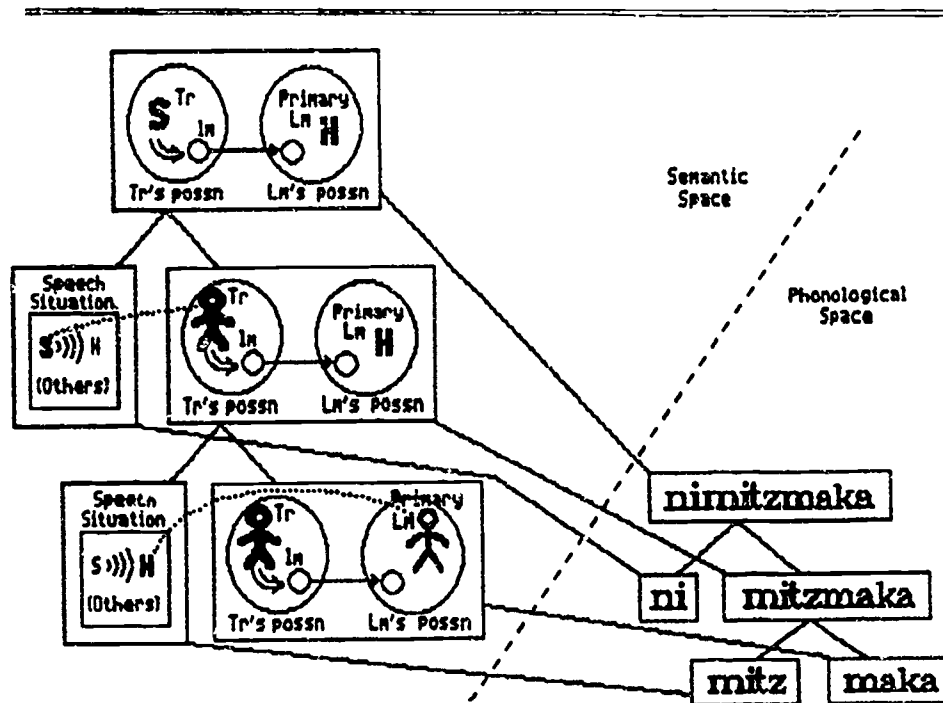 S Tr
lm
Primary
Lm H
Tr's possn
Lm's possn
Semantic
Space
Phonological
Space
Speech
Situation
S H
(Others)
Tr
lm
Primary
Lm H
Tr's possn
Lm's possn
Speech
Situation
S H
(Others)
Tr
lm
Primary
LM
Tr's possn
Lm's possn
nimitzmaka
ni
mitzmaka
mitz
maka